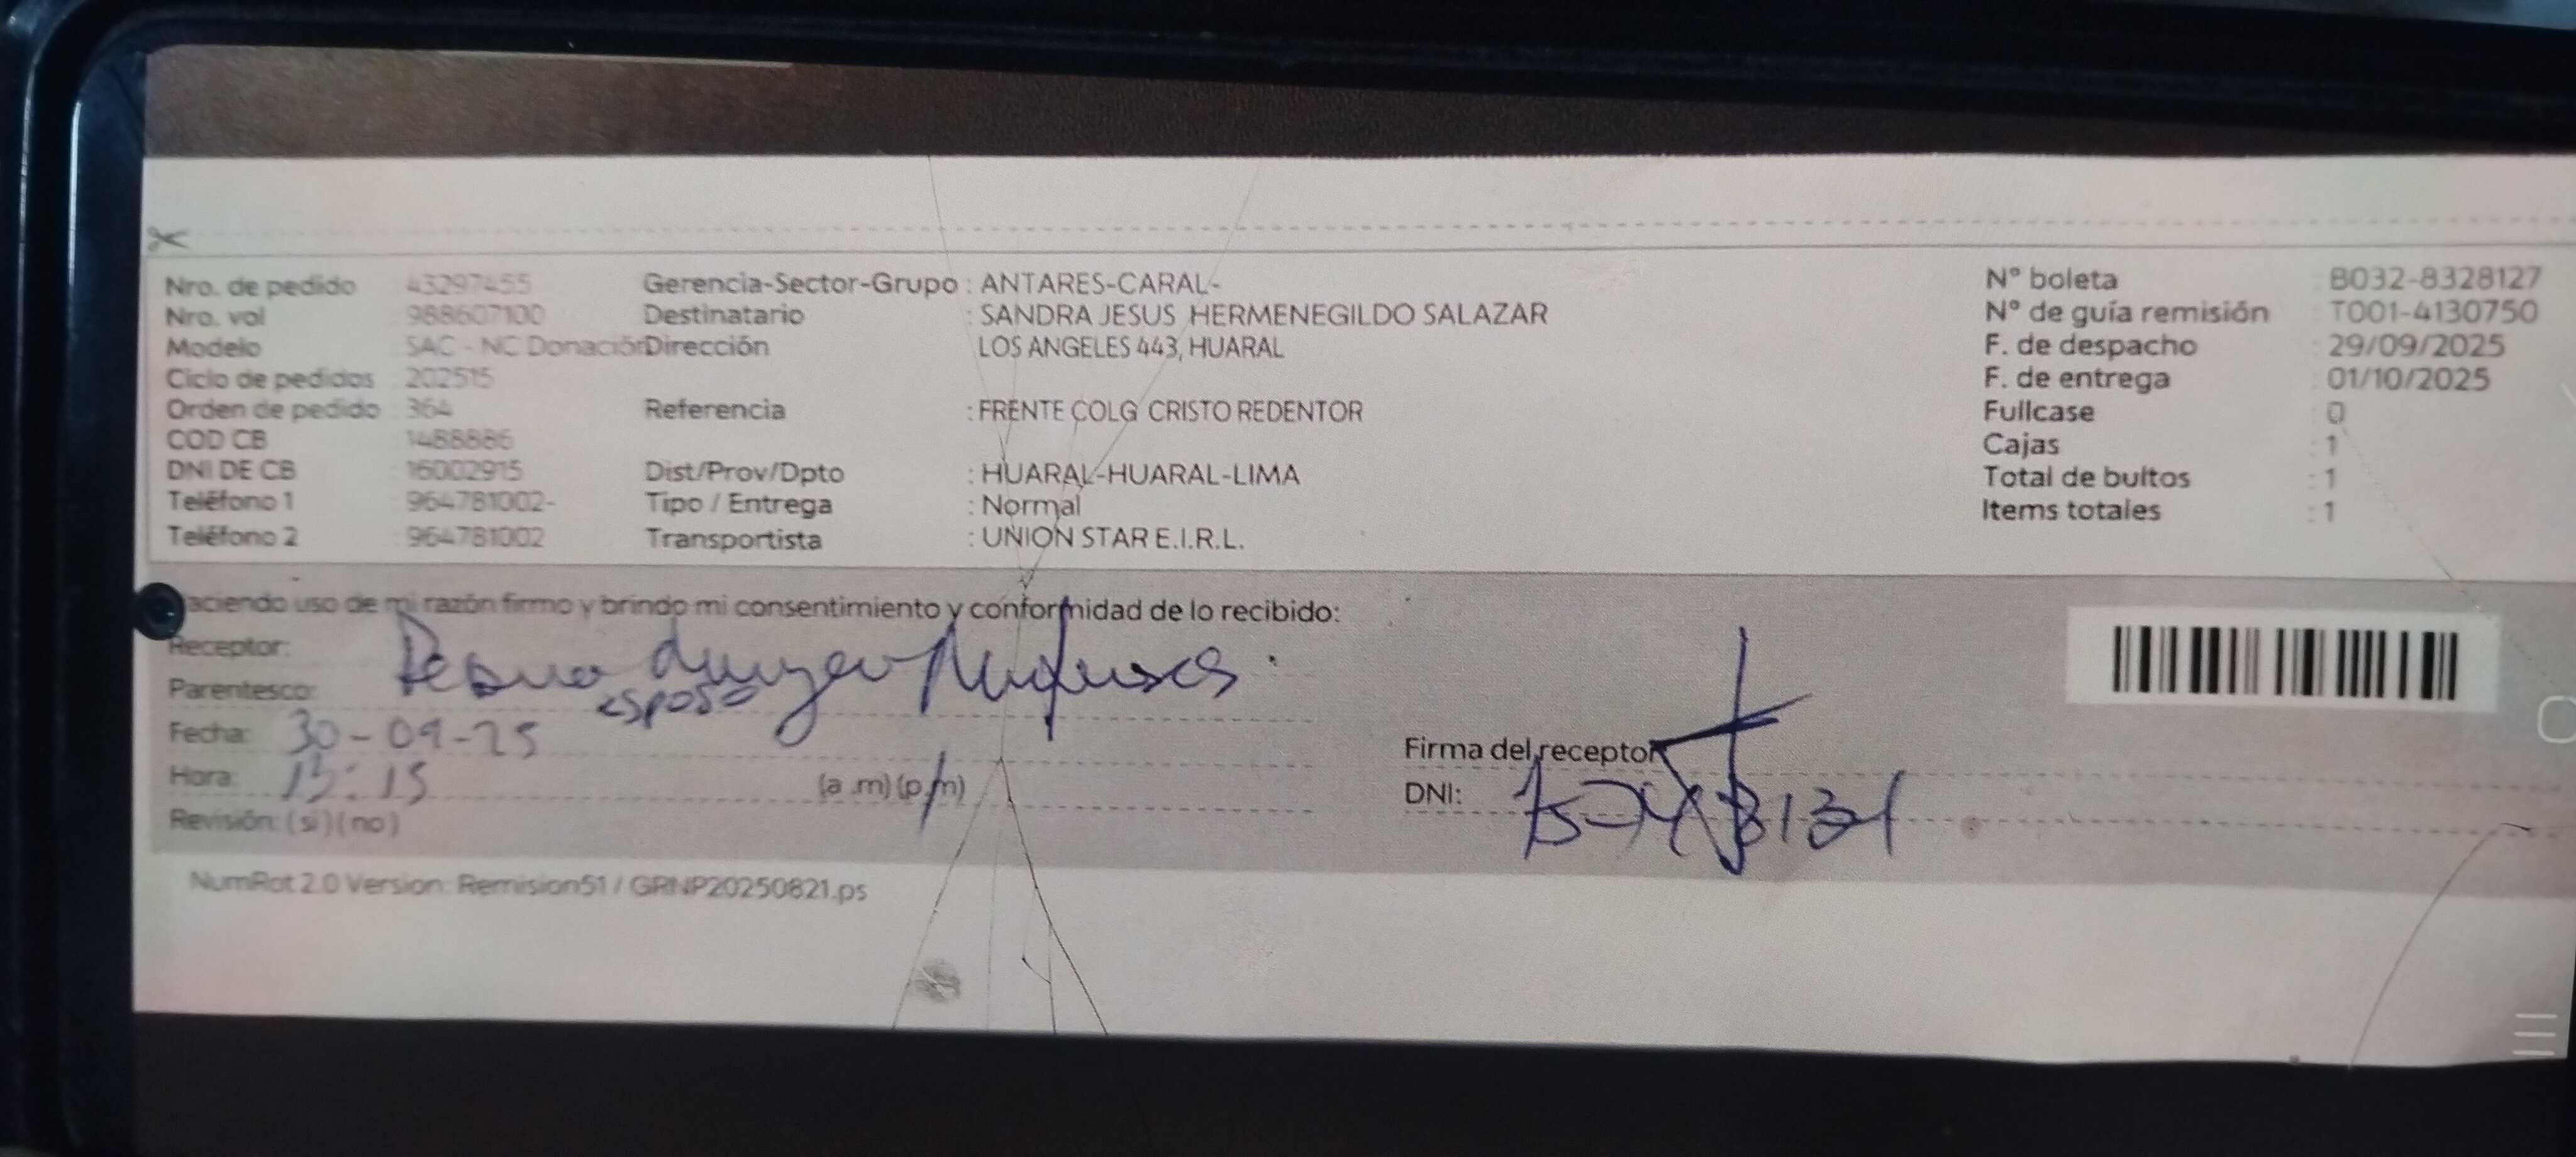 Nro. de pedido : 43297455
Nro. vol : 988607100
Modelo : SAC - NC Donación
Ciclo de pedidos : 202515
Orden de pedido : 364
COD CB : 1488886
DNI DE CB : 16002915
Teléfono 1 : 964781002-
Teléfono 2 : 964781002
Gerencia-Sector-Grupo : ANTARES-CARAL-
Destinatario : SANDRA JESUS HERMENEGILDO SALAZAR
Dirección LOS ANGELES 443, HUARAL
Referencia : FRENTE COLG CRISTO REDENTOR
Dist/Prov/Dpto : HUARAL-HUARAL-LIMA
Tipo / Entrega : Normal
Transportista : UNION STAR E.I.R.L.
N° boleta : B032-8328127
N° de guía remisión : T001-4130750
F. de despacho : 29/09/2025
F. de entrega : 01/10/2025
Fullcase : 0
Cajas : 1
Total de bultos : 1
Items totales : 1
aciendo uso de mi razón firmo y brindo mi consentimiento y conformidad de lo recibido:
Receptor:
Parentesco: esposo
Fecha: 30-09-25
Hora: 13:15 (a .m) (p.m)
Revisión: (si) (no)
Firma del receptor
DNI:
NumRot 2.0 Version: Remision51 / GRNP20250821.ps